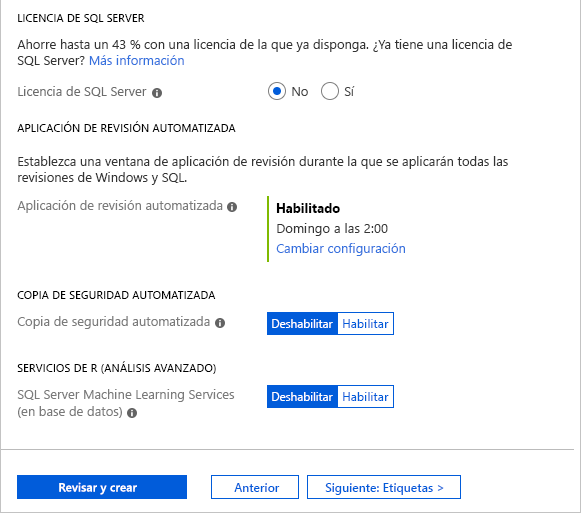 LICENCIA DE SQL SERVER
Ahorre hasta un 43 % con una licencia de la que ya disponga. ¿Ya tiene una licencia de
SQL Server? Más información
Licencia de SQL Server
No
Sí
APLICACIÓN DE REVISIÓN AUTOMATIZADA
Establezca una ventana de aplicación de revisión durante la que se aplicarán todas las
revisiones de Windows y SQL.
Aplicación de revisión automatizada
Habilitado
Domingo a las 2:00
Cambiar configuración
COPIA DE SEGURIDAD AUTOMATIZADA
Copia de seguridad automatizada
Deshabilitar
Habilitar
SERVICIOS DE R (ANÁLISIS AVANZADO)
SQL Server Machine Learning Services
(en base de datos)
Deshabilitar
Habilitar
Revisar y crear
Anterior
Siguiente: Etiquetas >